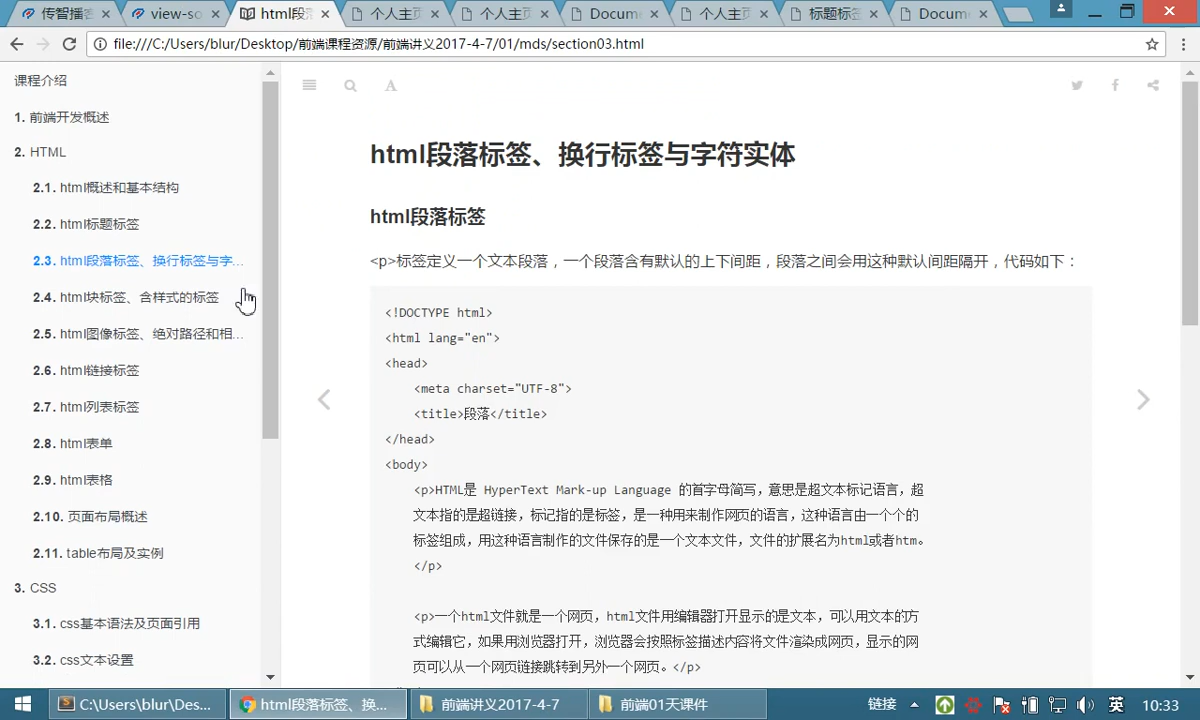 传智播客
view-so
html段
个人主页
个人主页
Docum
个人主页
标题标签
Docum
file:///C:/Users/blur/Desktop/前端课程资源/前端讲义2017-4-7/01/mds/section03.html
课程介绍
1. 前端开发概述
2. HTML
2.1. html概述和基本结构
2.2. html标题标签
2.3. html段落标签、换行标签与字...
2.4. html块标签、含样式的标签
2.5. html图像标签、绝对路径和相...
2.6. html链接标签
2.7. html列表标签
2.8. html表单
2.9. html表格
2.10. 页面布局概述
2.11. table布局及实例
3. CSS
3.1. css基本语法及页面引用
3.2. css文本设置
A
html段落标签、换行标签与字符实体
html段落标签
<p>标签定义一个文本段落，一个段落含有默认的上下间距，段落之间会用这种默认间距隔开，代码如下：
<!DOCTYPE html>
<html lang="en">
<head>
<meta charset="UTF-8">
<title>段落</title>
</head>
<body>
<p>HTML是 HyperText Mark-up Language 的首字母简写，意思是超文本标记语言，超
文本指的是超链接，标记指的是标签，是一种用来制作网页的语言，这种语言由一个个的
标签组成，用这种语言制作的文件保存的是一个文本文件，文件的扩展名为html或者htm。
</p>
<p>一个html文件就是一个网页，html文件用编辑器打开显示的是文本，可以用文本的方
式编辑它，如果用浏览器打开，浏览器会按照标签描述内容将文件渲染成网页，显示的网
页可以从一个网页链接跳转到另外一个网页。</p>
C:\Users\blur\Des...
html段落标签、换...
前端讲义2017-4-7
前端01天课件
链接
英
10:33